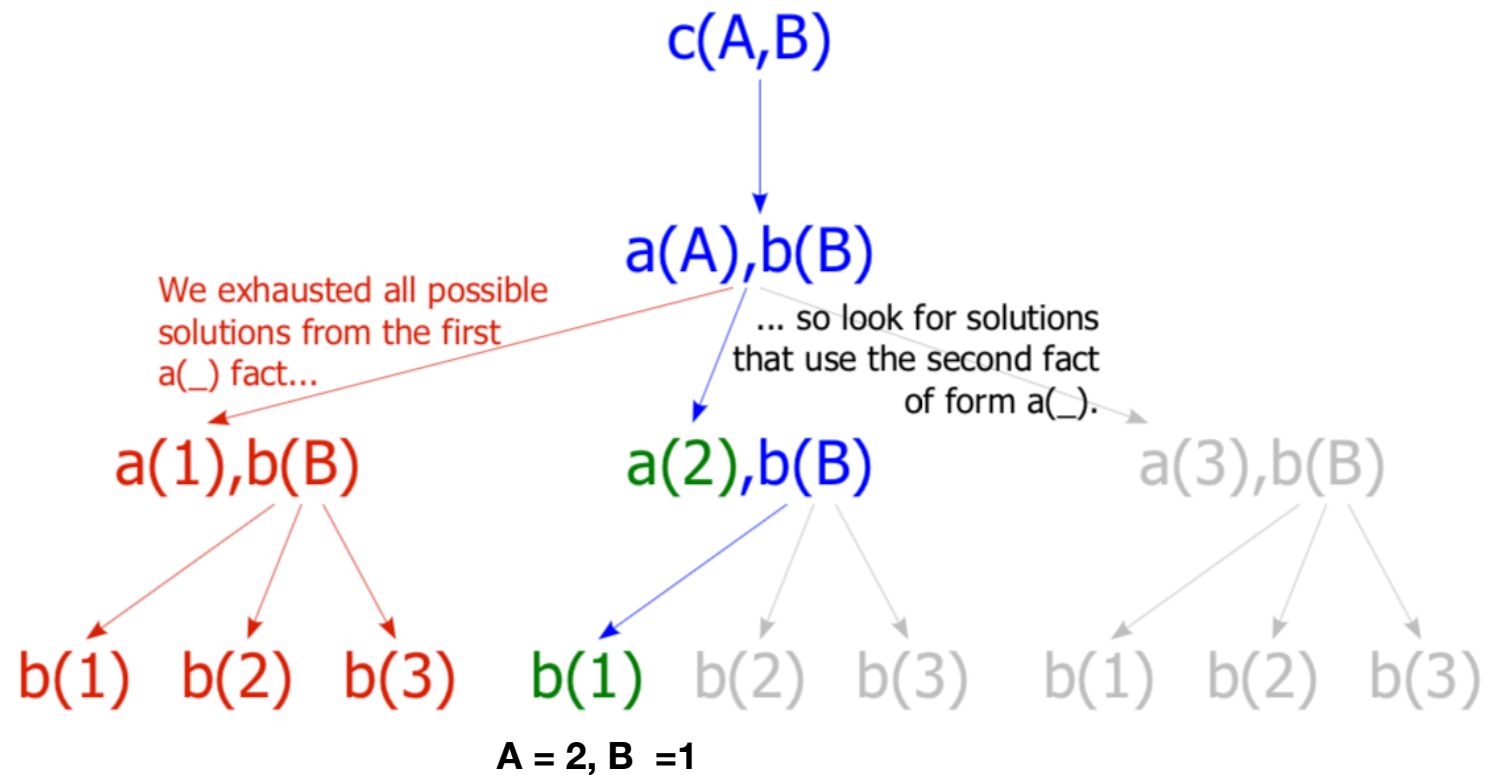 c(A,B)
a(A),b(B)
We exhausted all possible
solutions from the first
a(_) fact...
... so look for solutions
that use the second fact
of form a(_).
a(1),b(B)
a(2),b(B)
a(3),b(B)
b(1) b(2) b(3)
b(1) b(2) b(3)
b(1) b(2) b(3)
A = 2, B  =1